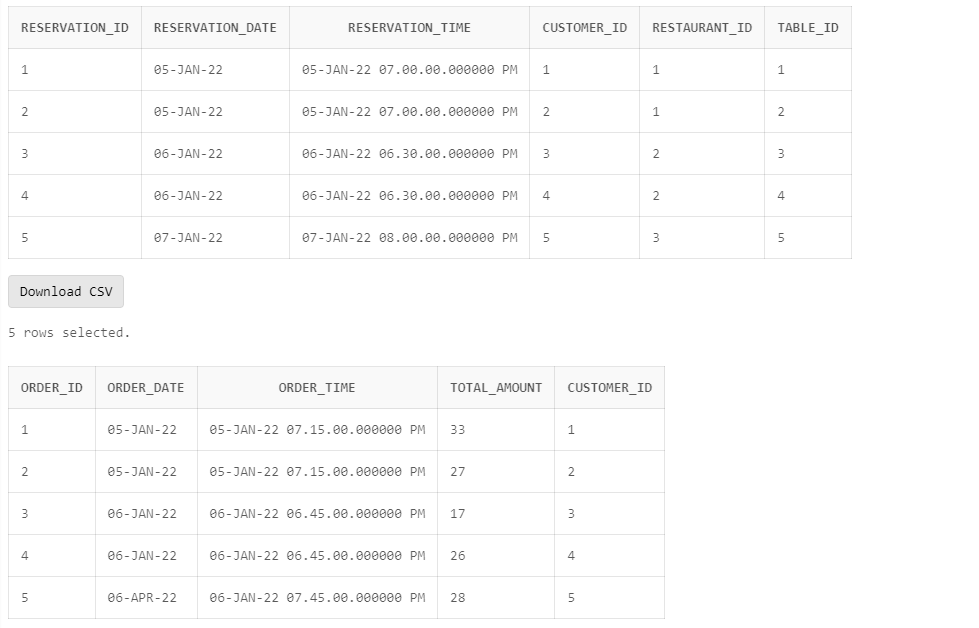 RESERVATION_ID RESERVATION_DATE RESERVATION_TIME CUSTOMER_ID RESTAURANT_ID TABLE_ID
1 05-JAN-22 05-JAN-22 07.00.00.000000 PM 1 1 1
2 05-JAN-22 05-JAN-22 07.00.00.000000 PM 2 1 2
3 06-JAN-22 06-JAN-22 06.30.00.000000 PM 3 2 3
4 06-JAN-22 06-JAN-22 06.30.00.000000 PM 4 2 4
5 07-JAN-22 07-JAN-22 08.00.00.000000 PM 5 3 5
Download CSV
5 rows selected.
ORDER_ID ORDER_DATE ORDER_TIME TOTAL_AMOUNT CUSTOMER_ID
1 05-JAN-22 05-JAN-22 07.15.00.000000 PM 33 1
2 05-JAN-22 05-JAN-22 07.15.00.000000 PM 27 2
3 06-JAN-22 06-JAN-22 06.45.00.000000 PM 17 3
4 06-JAN-22 06-JAN-22 06.45.00.000000 PM 26 4
5 06-APR-22 06-JAN-22 07.45.00.000000 PM 28 5